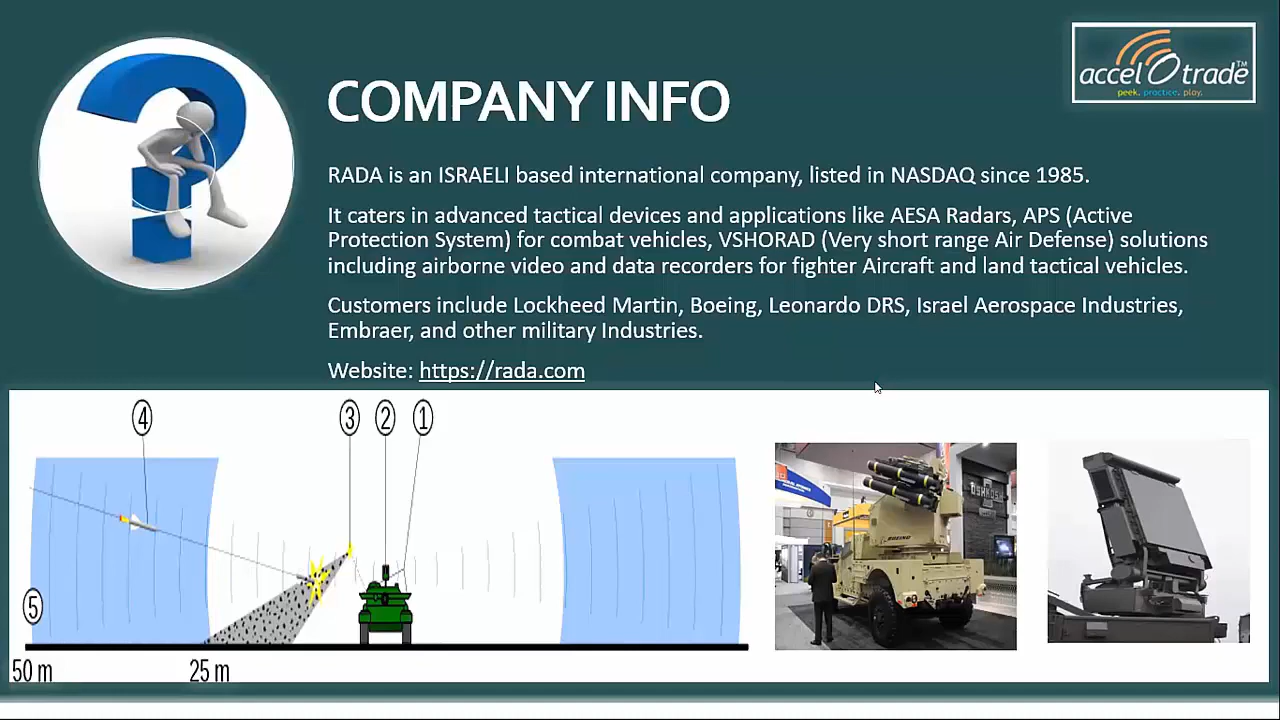 accelOtrade™
peek. practice. play.
COMPANY INFO
RADA is an ISRAELI based international company, listed in NASDAQ since 1985.
It caters in advanced tactical devices and applications like AESA Radars, APS (Active
Protection System) for combat vehicles, VSHORAD (Very short range Air Defense) solutions
including airborne video and data recorders for fighter Aircraft and land tactical vehicles.
Customers include Lockheed Martin, Boeing, Leonardo DRS, Israel Aerospace Industries,
Embraer, and other military Industries.
Website: https://rada.com
4 3 2 1
5
50 m 25 m
OSHKOSH
BOEING